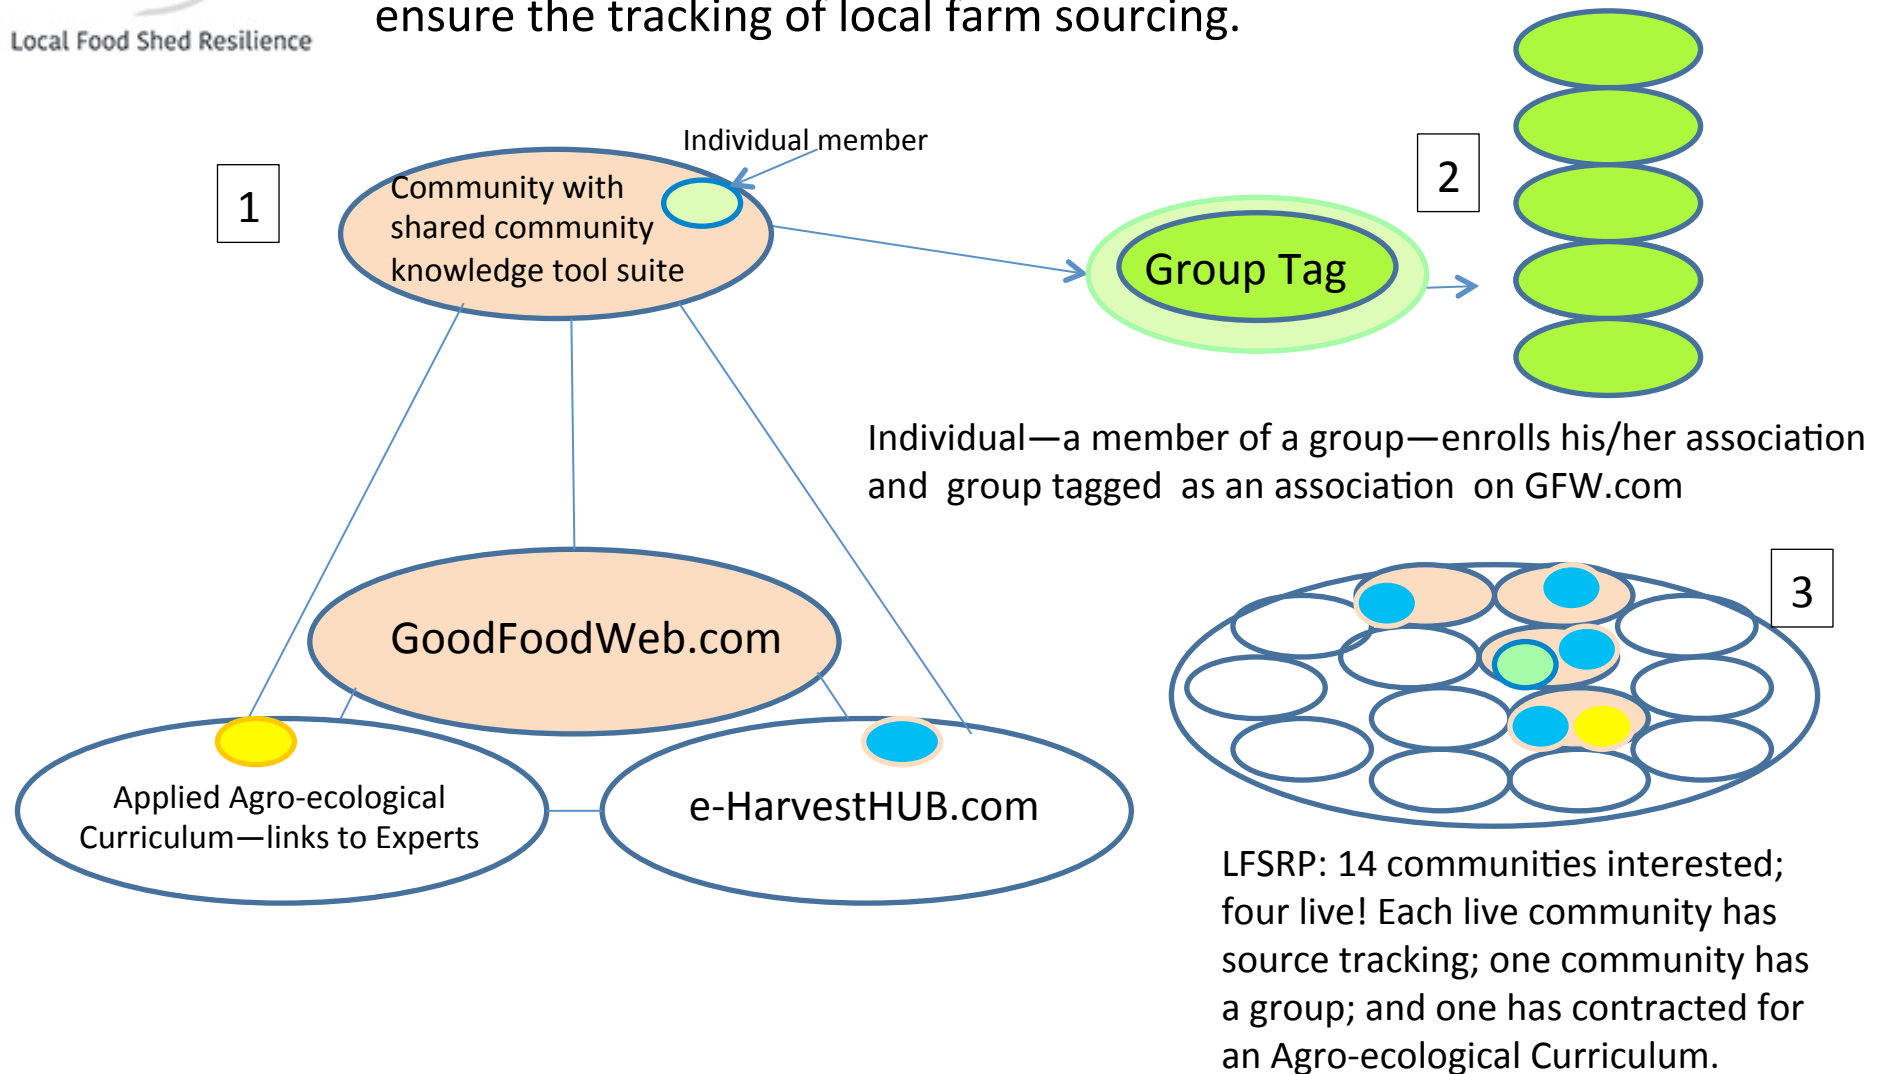 ensure the tracking of local farm sourcing.
Local Food Shed Resilience
Individual member
1
2
Community with
shared community
knowledge tool suite
Group Tag
Individual—a member of a group—enrolls his/her association
and group tagged as an association on GFW.com
3
GoodFoodWeb.com
Applied Agro-ecological
Curriculum—links to Experts
e-HarvestHUB.com
LFSRP: 14 communities interested;
four live! Each live community has
source tracking; one community has
a group; and one has contracted for
an Agro-ecological Curriculum.